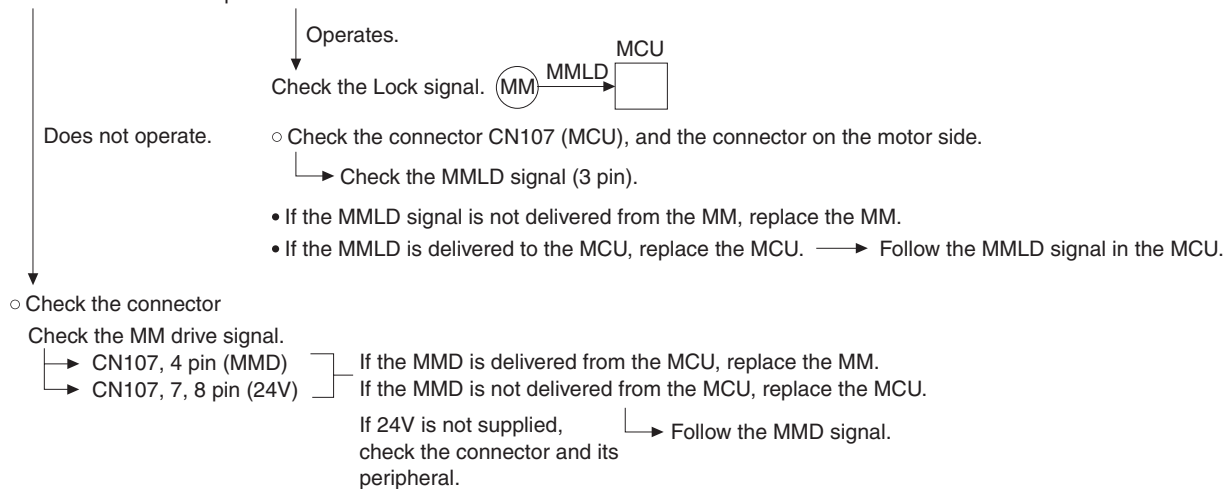 Operates.
MCU
Check the Lock signal. MM MMLD
Does not operate.
○ Check the connector CN107 (MCU), and the connector on the motor side.
Check the MMLD signal (3 pin).
• If the MMLD signal is not delivered from the MM, replace the MM.
• If the MMLD is delivered to the MCU, replace the MCU. Follow the MMLD signal in the MCU.
○ Check the connector
Check the MM drive signal.
CN107, 4 pin (MMD) If the MMD is delivered from the MCU, replace the MM.
CN107, 7, 8 pin (24V) If the MMD is not delivered from the MCU, replace the MCU.
If 24V is not supplied,
check the connector and its
peripheral.
Follow the MMD signal.